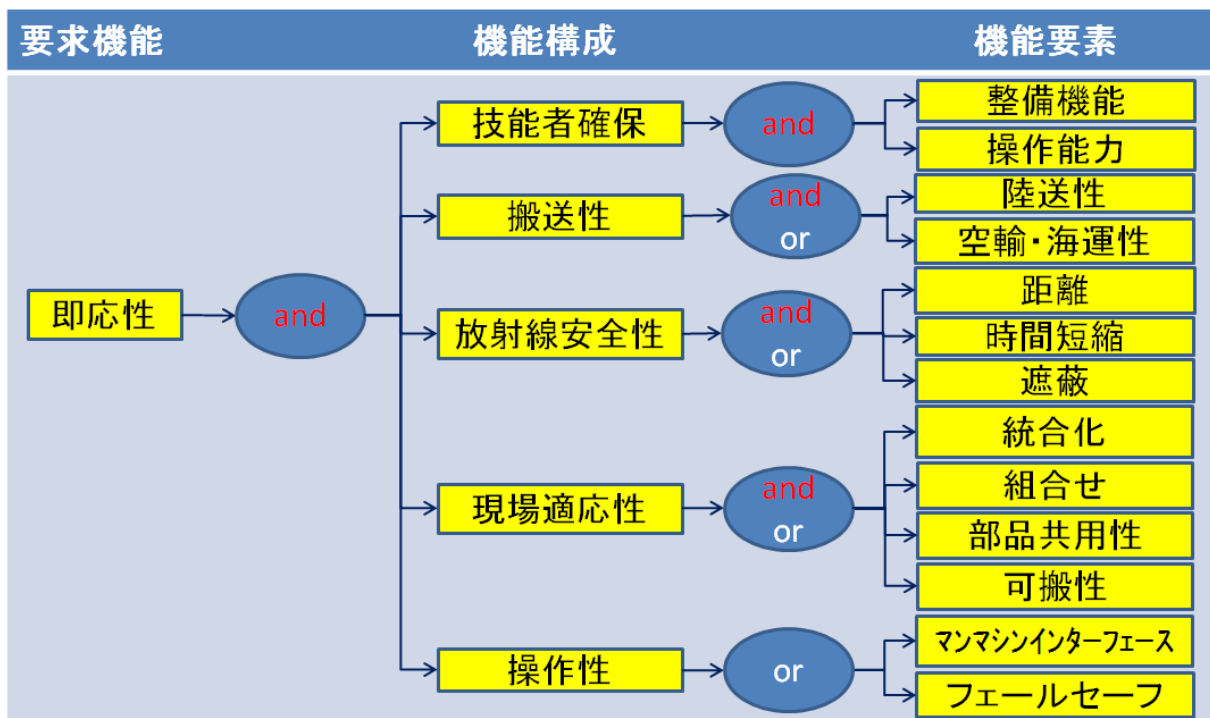 要求機能
機能構成
機能要素
即応性
and
技能者確保
and
整備機能
操作能力
搬送性
and
or
陸送性
空輸・海運性
放射線安全性
and
or
距離
時間短縮
遮蔽
現場適応性
and
or
統合化
組合せ
部品共用性
可搬性
操作性
or
マンマシンインターフェース
フェールセーフ